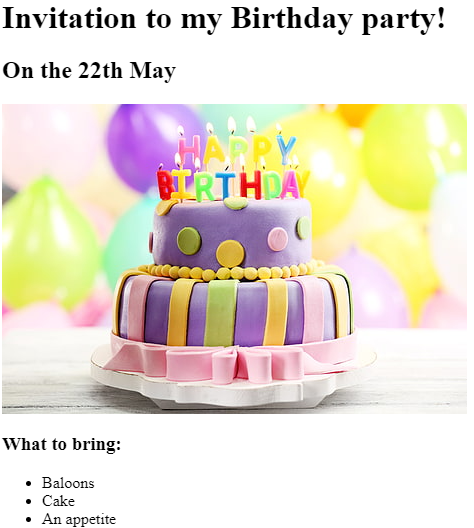 Invitation to my Birthday party!
On the 22th May
HAPPY
BIRTHDAY
What to bring:
Baloons
Cake
An appetite